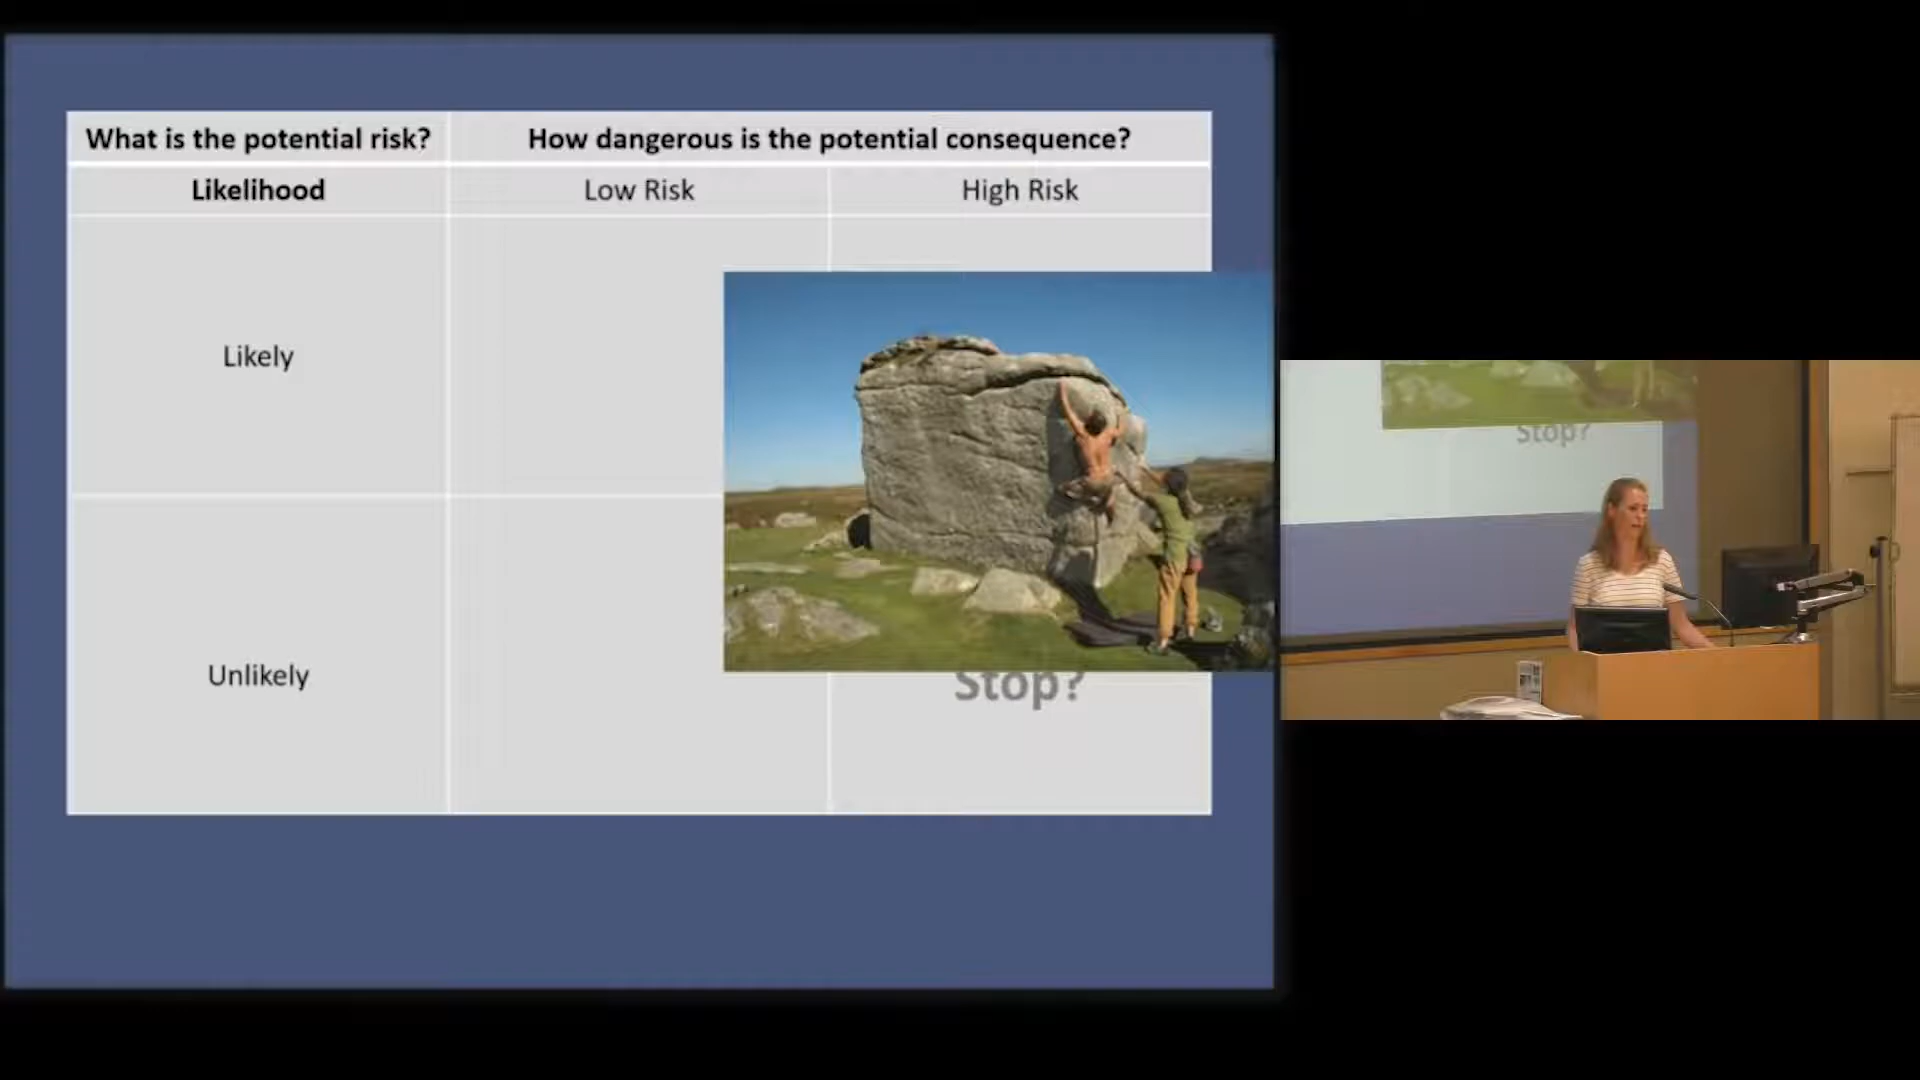 What is the potential risk? How dangerous is the potential consequence?
Likelihood Low Risk High Risk
Likely
Unlikely
Stop?
Stop?